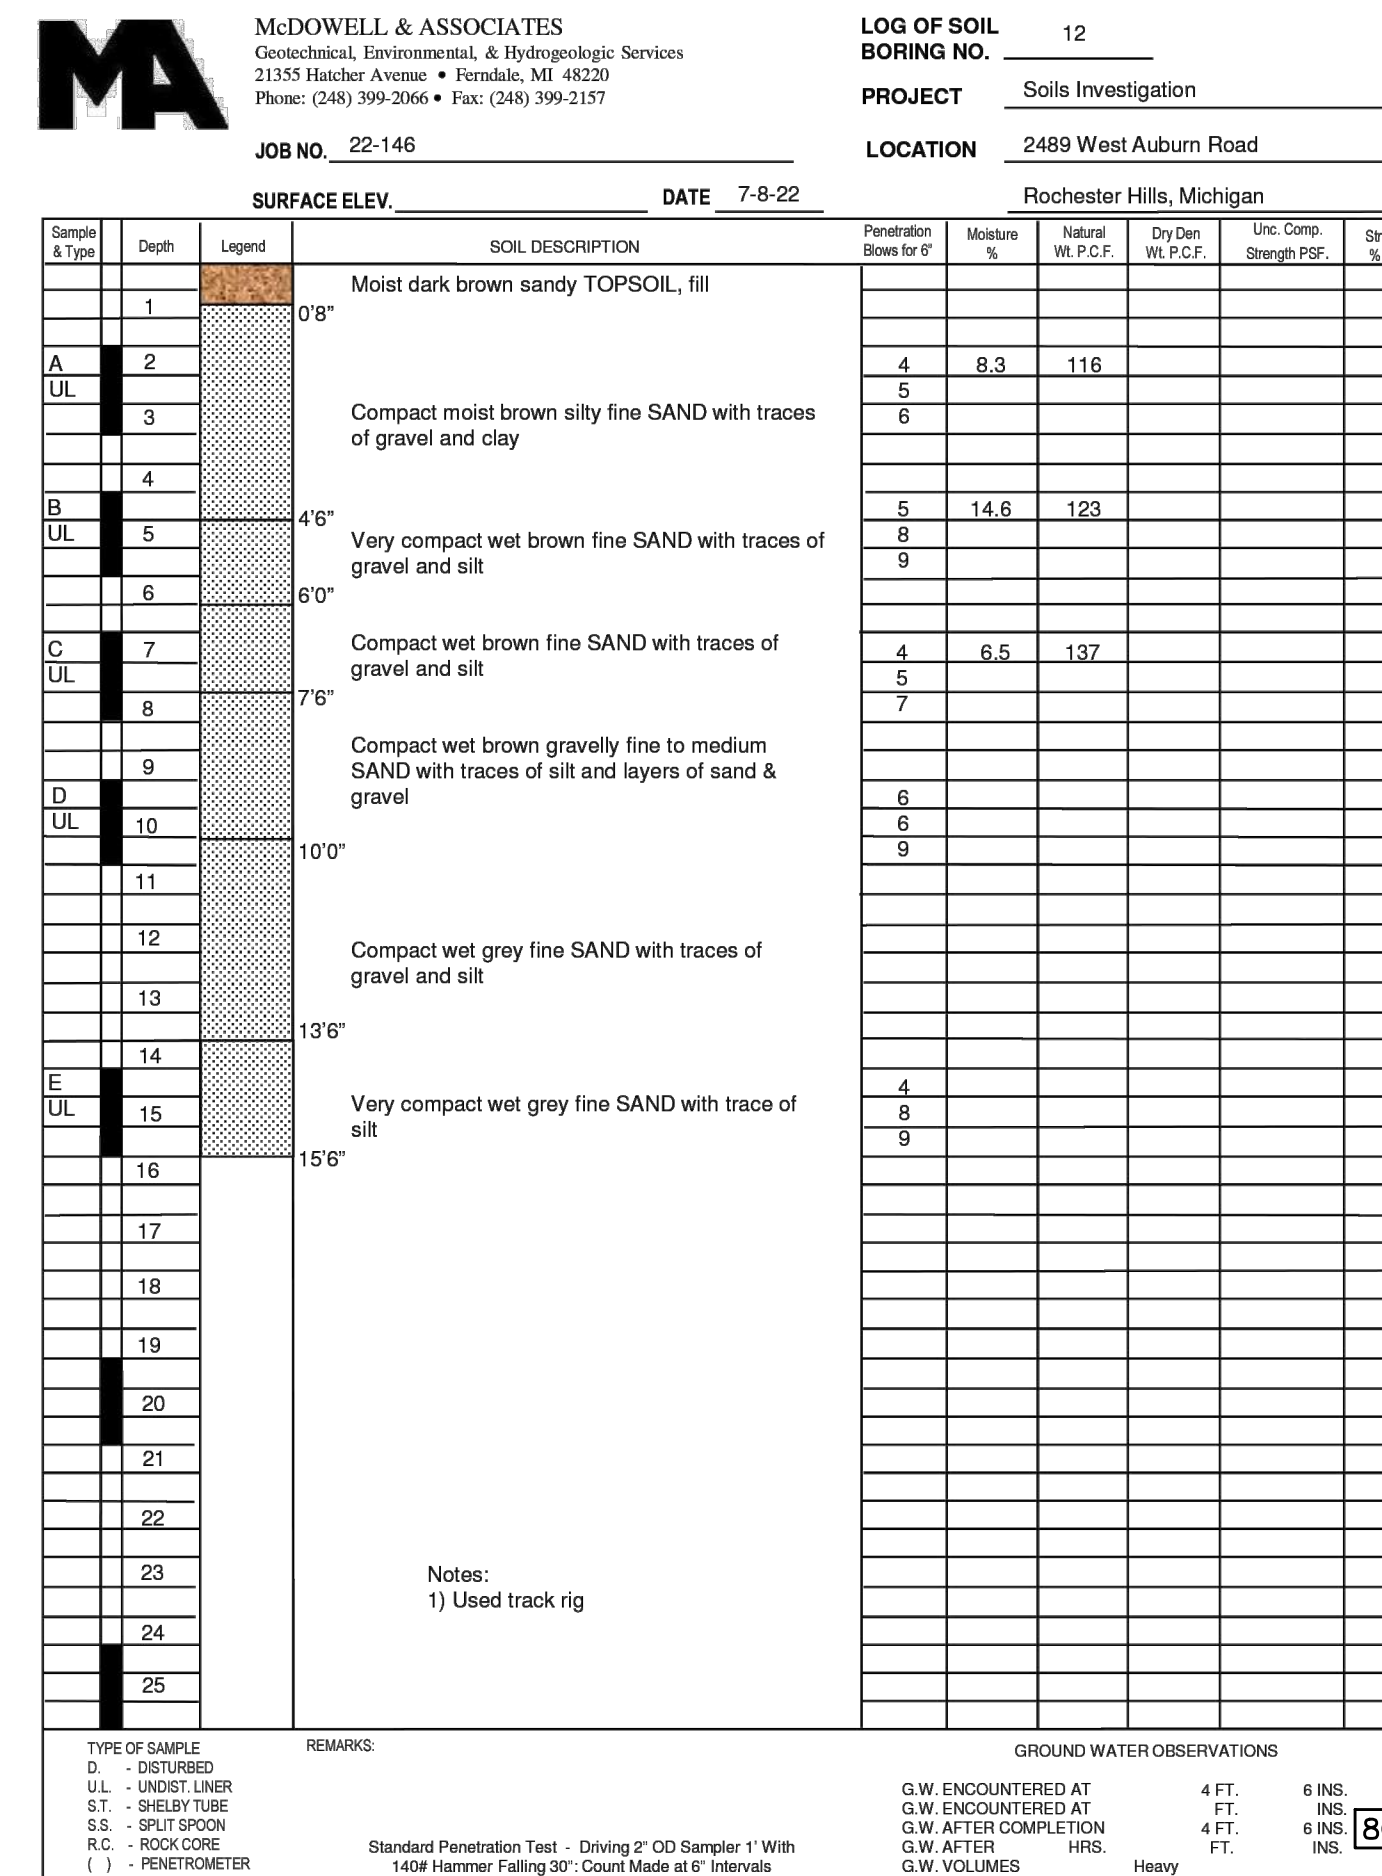 MA
McDOWELL & ASSOCIATES
Geotechnical, Environmental, & Hydrogeologic Services
21355 Hatcher Avenue • Ferndale, MI 48220
Phone: (248) 399-2066 • Fax: (248) 399-2157
LOG OF SOIL
BORING NO. 12
PROJECT Soils Investigation
JOB NO. 22-146
LOCATION 2489 West Auburn Road
SURFACE ELEV. DATE 7-8-22
Rochester Hills, Michigan
Sample & Type Depth Legend SOIL DESCRIPTION Penetration Blows for 6" Moisture % Natural Wt. P.C.F. Dry Den Wt. P.C.F. Unc. Comp. Strength PSF. %
Moist dark brown sandy TOPSOIL, fill
1
0'8"
A 2 4 8.3 116
UL 5
3 Compact moist brown silty fine SAND with traces 6
of gravel and clay
4
B 5 14.6 123
4'6"
UL 5 8
Very compact wet brown fine SAND with traces of
gravel and silt 9
6 6'0"
Compact wet brown fine SAND with traces of
C 7 4 6.5 137
UL gravel and silt 5
7'6"
8 7
Compact wet brown gravelly fine to medium
9 SAND with traces of silt and layers of sand &
D gravel 6
UL 10 6
10'0" 9
11
12
Compact wet grey fine SAND with traces of
gravel and silt
13
13'6"
14
E 4
UL 15 Very compact wet grey fine SAND with trace of 8
silt 9
15'6"
16
17
18
19
20
21
22
23 Notes:
1) Used track rig
24
25
TYPE OF SAMPLE
D. - DISTURBED
U.L. - UNDIST. LINER
S.T. - SHELBY TUBE
S.S. - SPLIT SPOON
R.C. - ROCK CORE
( ) - PENETROMETER
REMARKS:
Standard Penetration Test - Driving 2" OD Sampler 1' With
140# Hammer Falling 30": Count Made at 6" Intervals
GROUND WATER OBSERVATIONS
G.W. ENCOUNTERED AT 4 FT. 6 INS.
G.W. ENCOUNTERED AT FT. INS.
G.W. AFTER COMPLETION 4 FT. 6 INS.
G.W. AFTER HRS. FT. INS.
G.W. VOLUMES Heavy